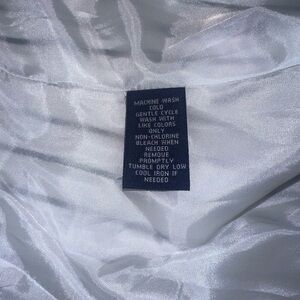 MACHINE WASH
COLD
GENTLE CYCLE
WASH WITH
LIKE COLORS
ONLY
NON-CHLORINE
BLEACH WHEN
NEEDED
REMOVE
PROMPTLY
TUMBLE DRY LOW
COOL IRON IF
NEEDED